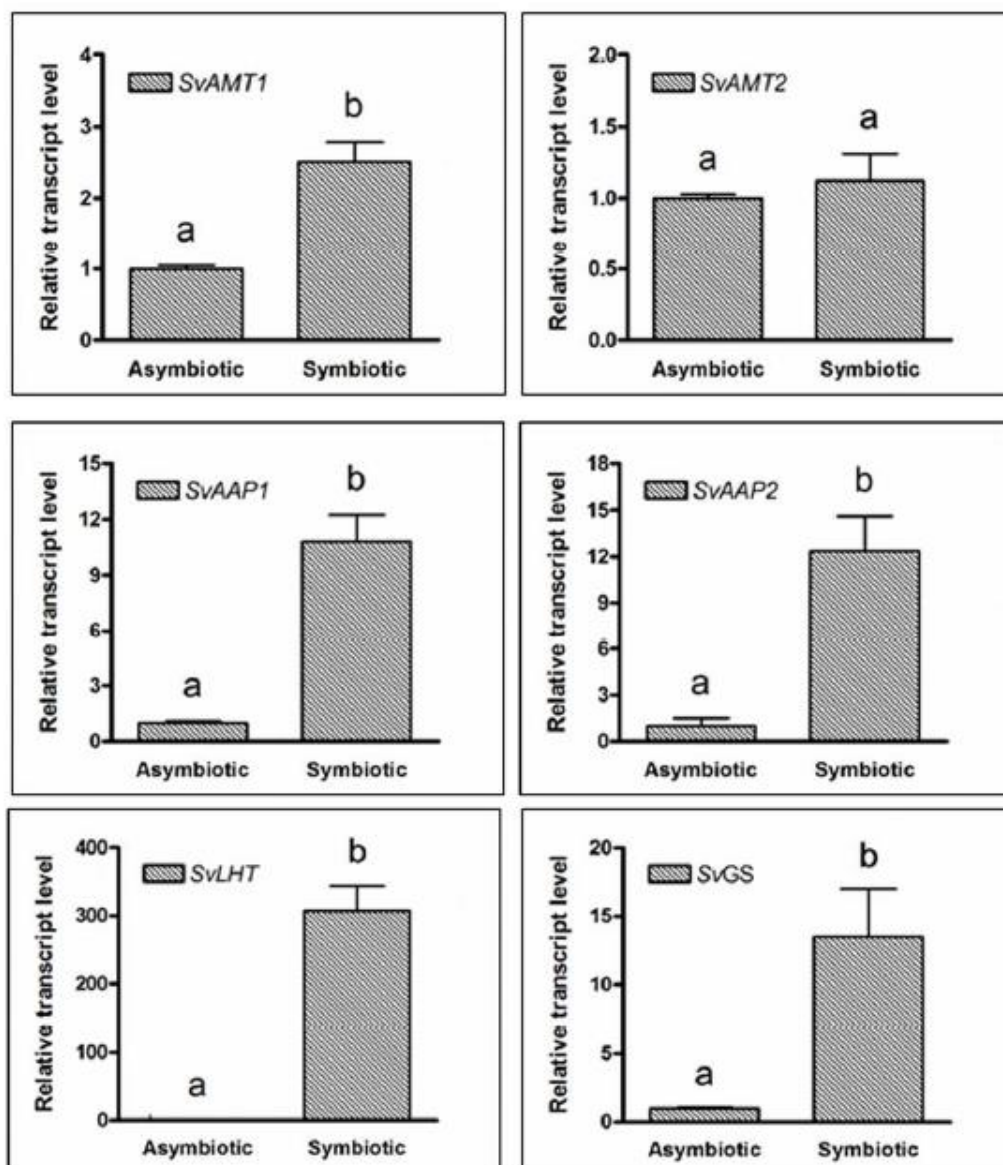 Relative transcript level
4
3
2
1
0
SvAMT1
a
b
Asymbiotic Symbiotic
Relative transcript level
2.0
1.5
1.0
0.5
0.0
SvAMT2
a
a
Asymbiotic Symbiotic
Relative transcript level
15
12
9
6
3
0
SvAAP1
a
b
Asymbiotic Symbiotic
Relative transcript level
18
15
12
9
6
3
0
SvAAP2
a
b
Asymbiotic Symbiotic
Relative transcript level
400
300
200
100
0
SvLHT
a
b
Asymbiotic Symbiotic
Relative transcript level
20
15
10
5
0
SvGS
a
b
Asymbiotic Symbiotic